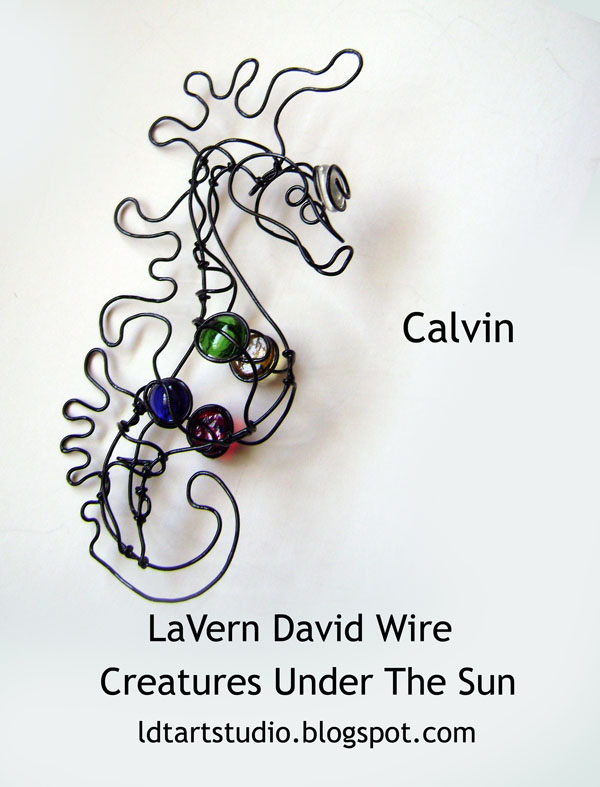 Calvin
LaVern David Wire
Creatures Under The Sun
ldtartstudio.blogspot.com